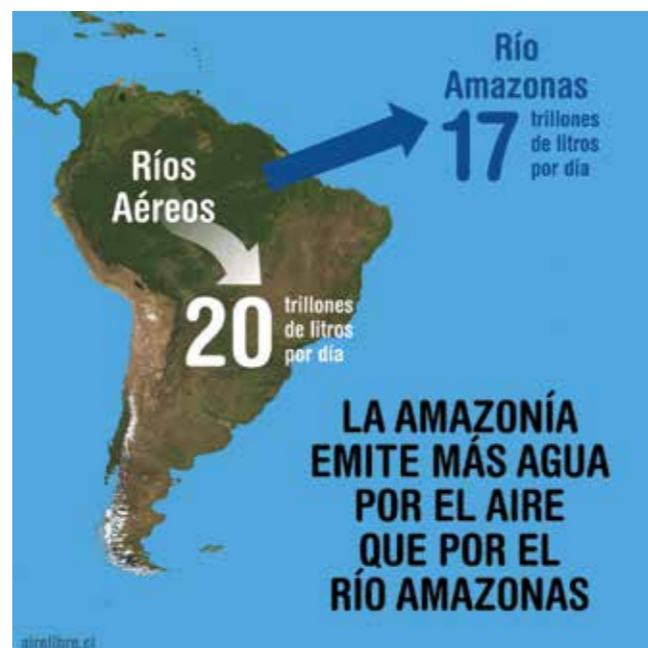 Río
Amazonas
17 trillones
de litros
por día
Ríos
Aéreos
20 trillones
de litros
por día
LA AMAZONÍA
EMITE MÁS AGUA
POR EL AIRE
QUE POR EL
RÍO AMAZONAS
airelibre.cl